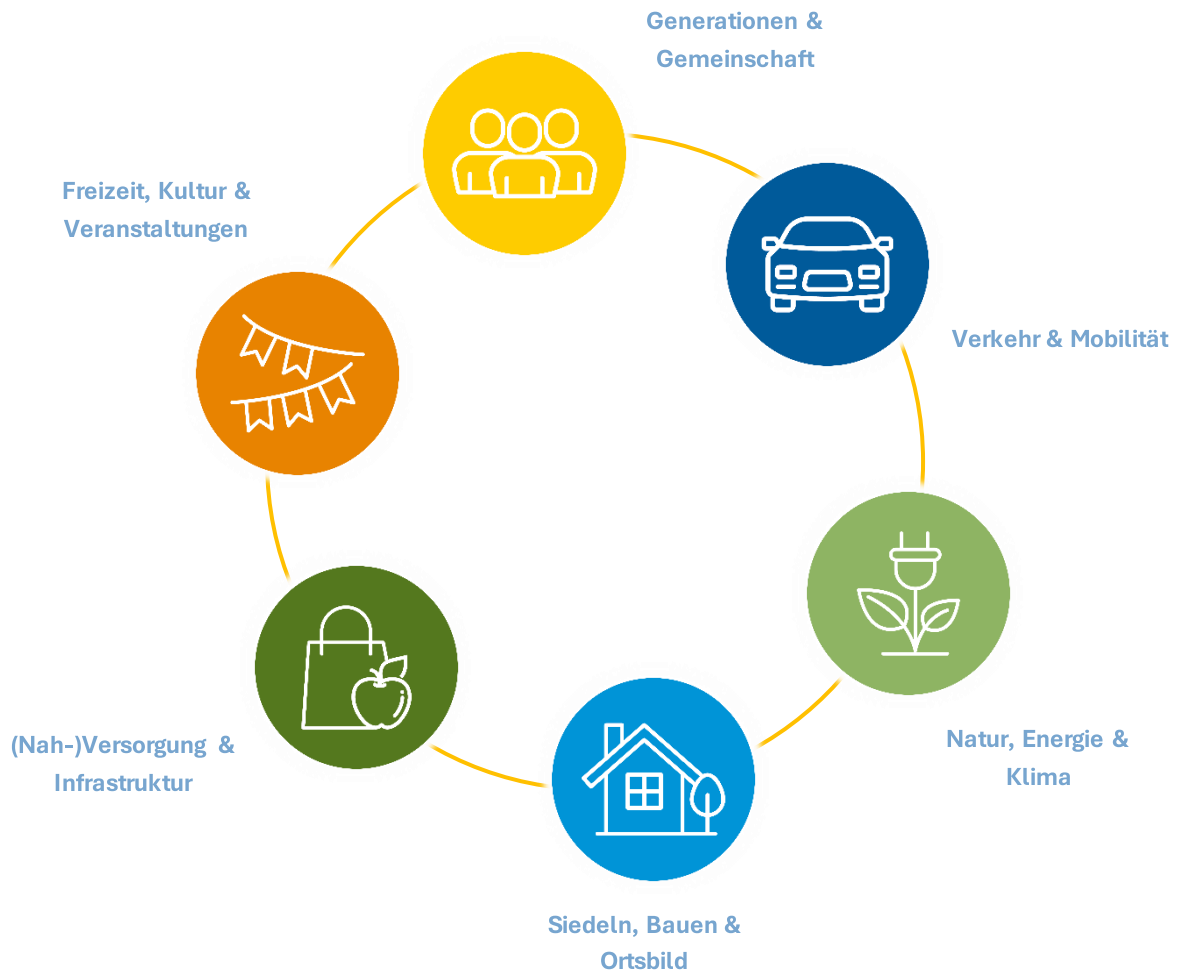 Generationen &
Gemeinschaft
Freizeit, Kultur &
Veranstaltungen
Verkehr & Mobilität
(Nah-)Versorgung &
Infrastruktur
Natur, Energie &
Klima
Siedeln, Bauen &
Ortsbild